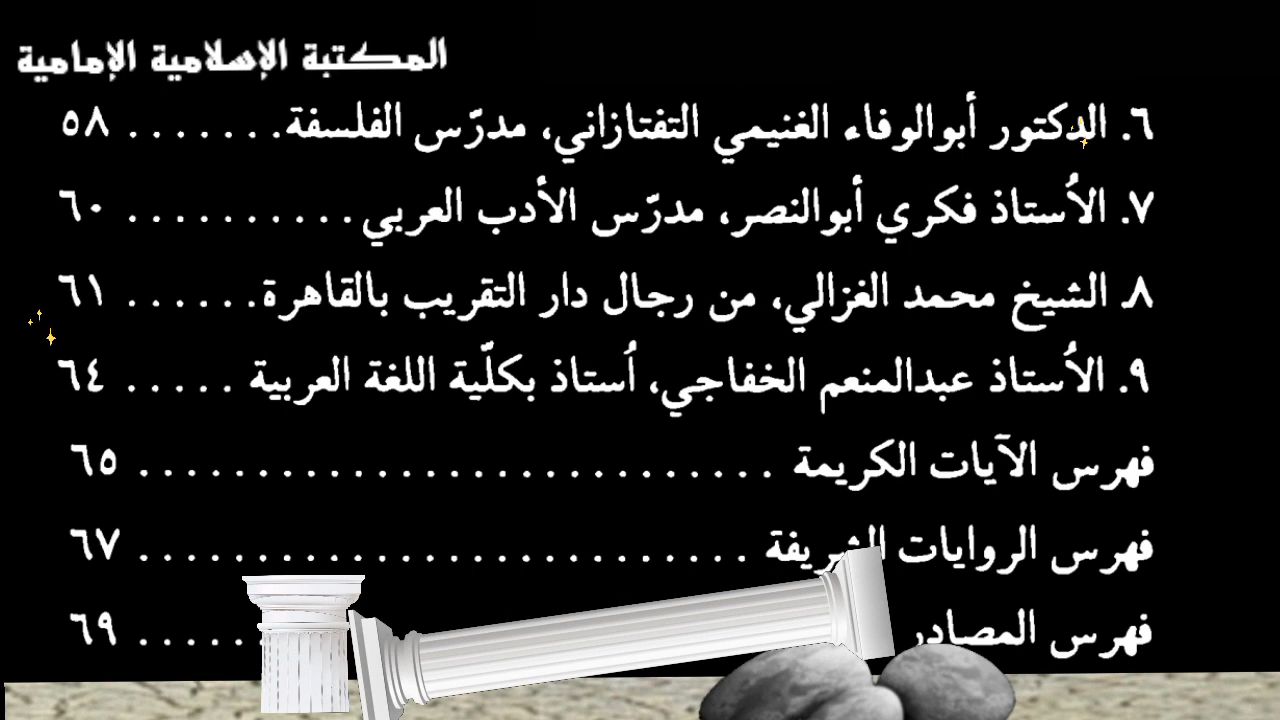 المكتبة الإسلامية الإمامية
٦. الدكتور أبوالوفاء الغنيمي التفتازاني، مدرّس الفلسفة....... ٥٨
٧. الأُستاذ فكري أبوالنصر، مدرّس الأدب العربي.......... ٦٠
٨. الشيخ محمد الغزالي، من رجال دار التقريب بالقاهرة...... ٦١
٩. الأُستاذ عبدالمنعم الخفاجي، أُستاذ بكلّية اللغة العربية ..... ٦٤
فهرس الآيات الكريمة ........................... ٦٥
فهرس الروايات الشريفة .......................... ٦٧
فهرس المصادر ..... ٦٩